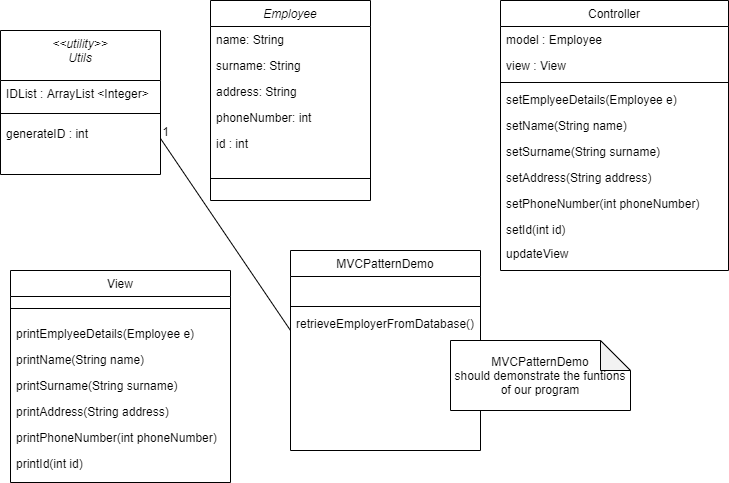 <<utility>>
Utils
IDList : ArrayList <Integer>
generateID : int
1
Employee
name: String
surname: String
address: String
phoneNumber: int
id : int
Controller
model : Employee
view : View
setEmplyeeDetails(Employee e)
setName(String name)
setSurname(String surname)
setAddress(String address)
setPhoneNumber(int phoneNumber)
setId(int id)
updateView
View
printEmplyeeDetails(Employee e)
printName(String name)
printSurname(String surname)
printAddress(String address)
printPhoneNumber(int phoneNumber)
printId(int id)
MVCPatternDemo
retrieveEmployerFromDatabase()
MVCPatternDemo
should demonstrate the funtions
of our program